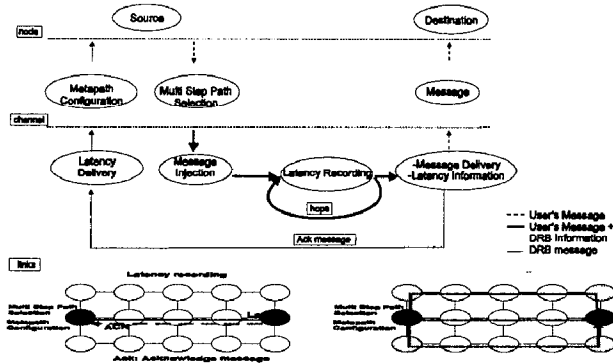 Source
Destination
node
Metapath
Configuration
Multi Step Path
Selection
Message
channel
Latency
Delivery
Message
Injection
Latency Recording
-Message Delivery
-Latency Information
hops
Ack message
User's Message
User's Message +
DRB Information
DRB message
links
Latency recording
Multi Step Path
Selection
Metapath
Configuration
ACK
Ack: Acknowledge message
Multi Step Path
Selection
Metapath
Configuration